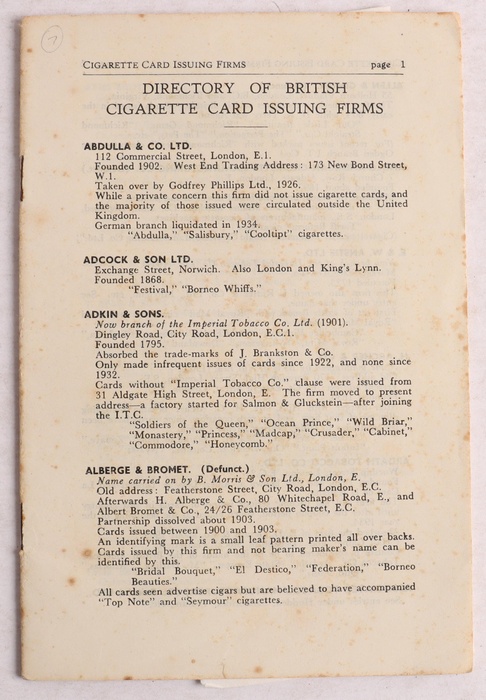 7
CIGARETTE CARD ISSUING FIRMS page 1
DIRECTORY OF BRITISH
CIGARETTE CARD ISSUING FIRMS
ABDULLA & CO. LTD.
112 Commercial Street, London, E.1.
Founded 1902. West End Trading Address: 173 New Bond Street,
W.1.
Taken over by Godfrey Phillips Ltd., 1926.
While a private concern this firm did not issue cigarette cards, and
the majority of those issued were circulated outside the United
Kingdom.
German branch liquidated in 1934.
"Abdulla," "Salisbury," "Cooltipt" cigarettes.
ADCOCK & SON LTD.
Exchange Street, Norwich. Also London and King's Lynn.
Founded 1868.
"Festival," "Borneo Whiffs."
ADKIN & SONS.
Now branch of the Imperial Tobacco Co. Ltd. (1901).
Dingley Road, City Road, London, E.C.1.
Founded 1795.
Absorbed the trade-marks of J. Brankston & Co.
Only made infrequent issues of cards since 1922, and none since
1932.
Cards without "Imperial Tobacco Co." clause were issued from
31 Aldgate High Street, London, E. The firm moved to present
address—a factory started for Salmon & Gluckstein—after joining
the I.T.C.
"Soldiers of the Queen," "Ocean Prince," "Wild Briar,"
"Monastery," "Princess," "Madcap," "Crusader," "Cabinet,"
"Commodore," "Honeycomb."
ALBERGE & BROMET. (Defunct.)
Name carried on by B. Morris & Son Ltd., London, E.
Old address: Featherstone Street, City Road, London, E.C.
Afterwards H. Alberge & Co., 80 Whitechapel Road, E., and
Albert Bromet & Co., 24/26 Featherstone Street, E.C.
Partnership dissolved about 1903.
Cards issued between 1900 and 1903.
An identifying mark is a small leaf pattern printed all over backs.
Cards issued by this firm and not bearing maker's name can be
identified by this.
"Bridal Bouquet," "El Destico," "Federation," "Borneo
Beauties."
All cards seen advertise cigars but are believed to have accompanied
"Top Note" and "Seymour" cigarettes.